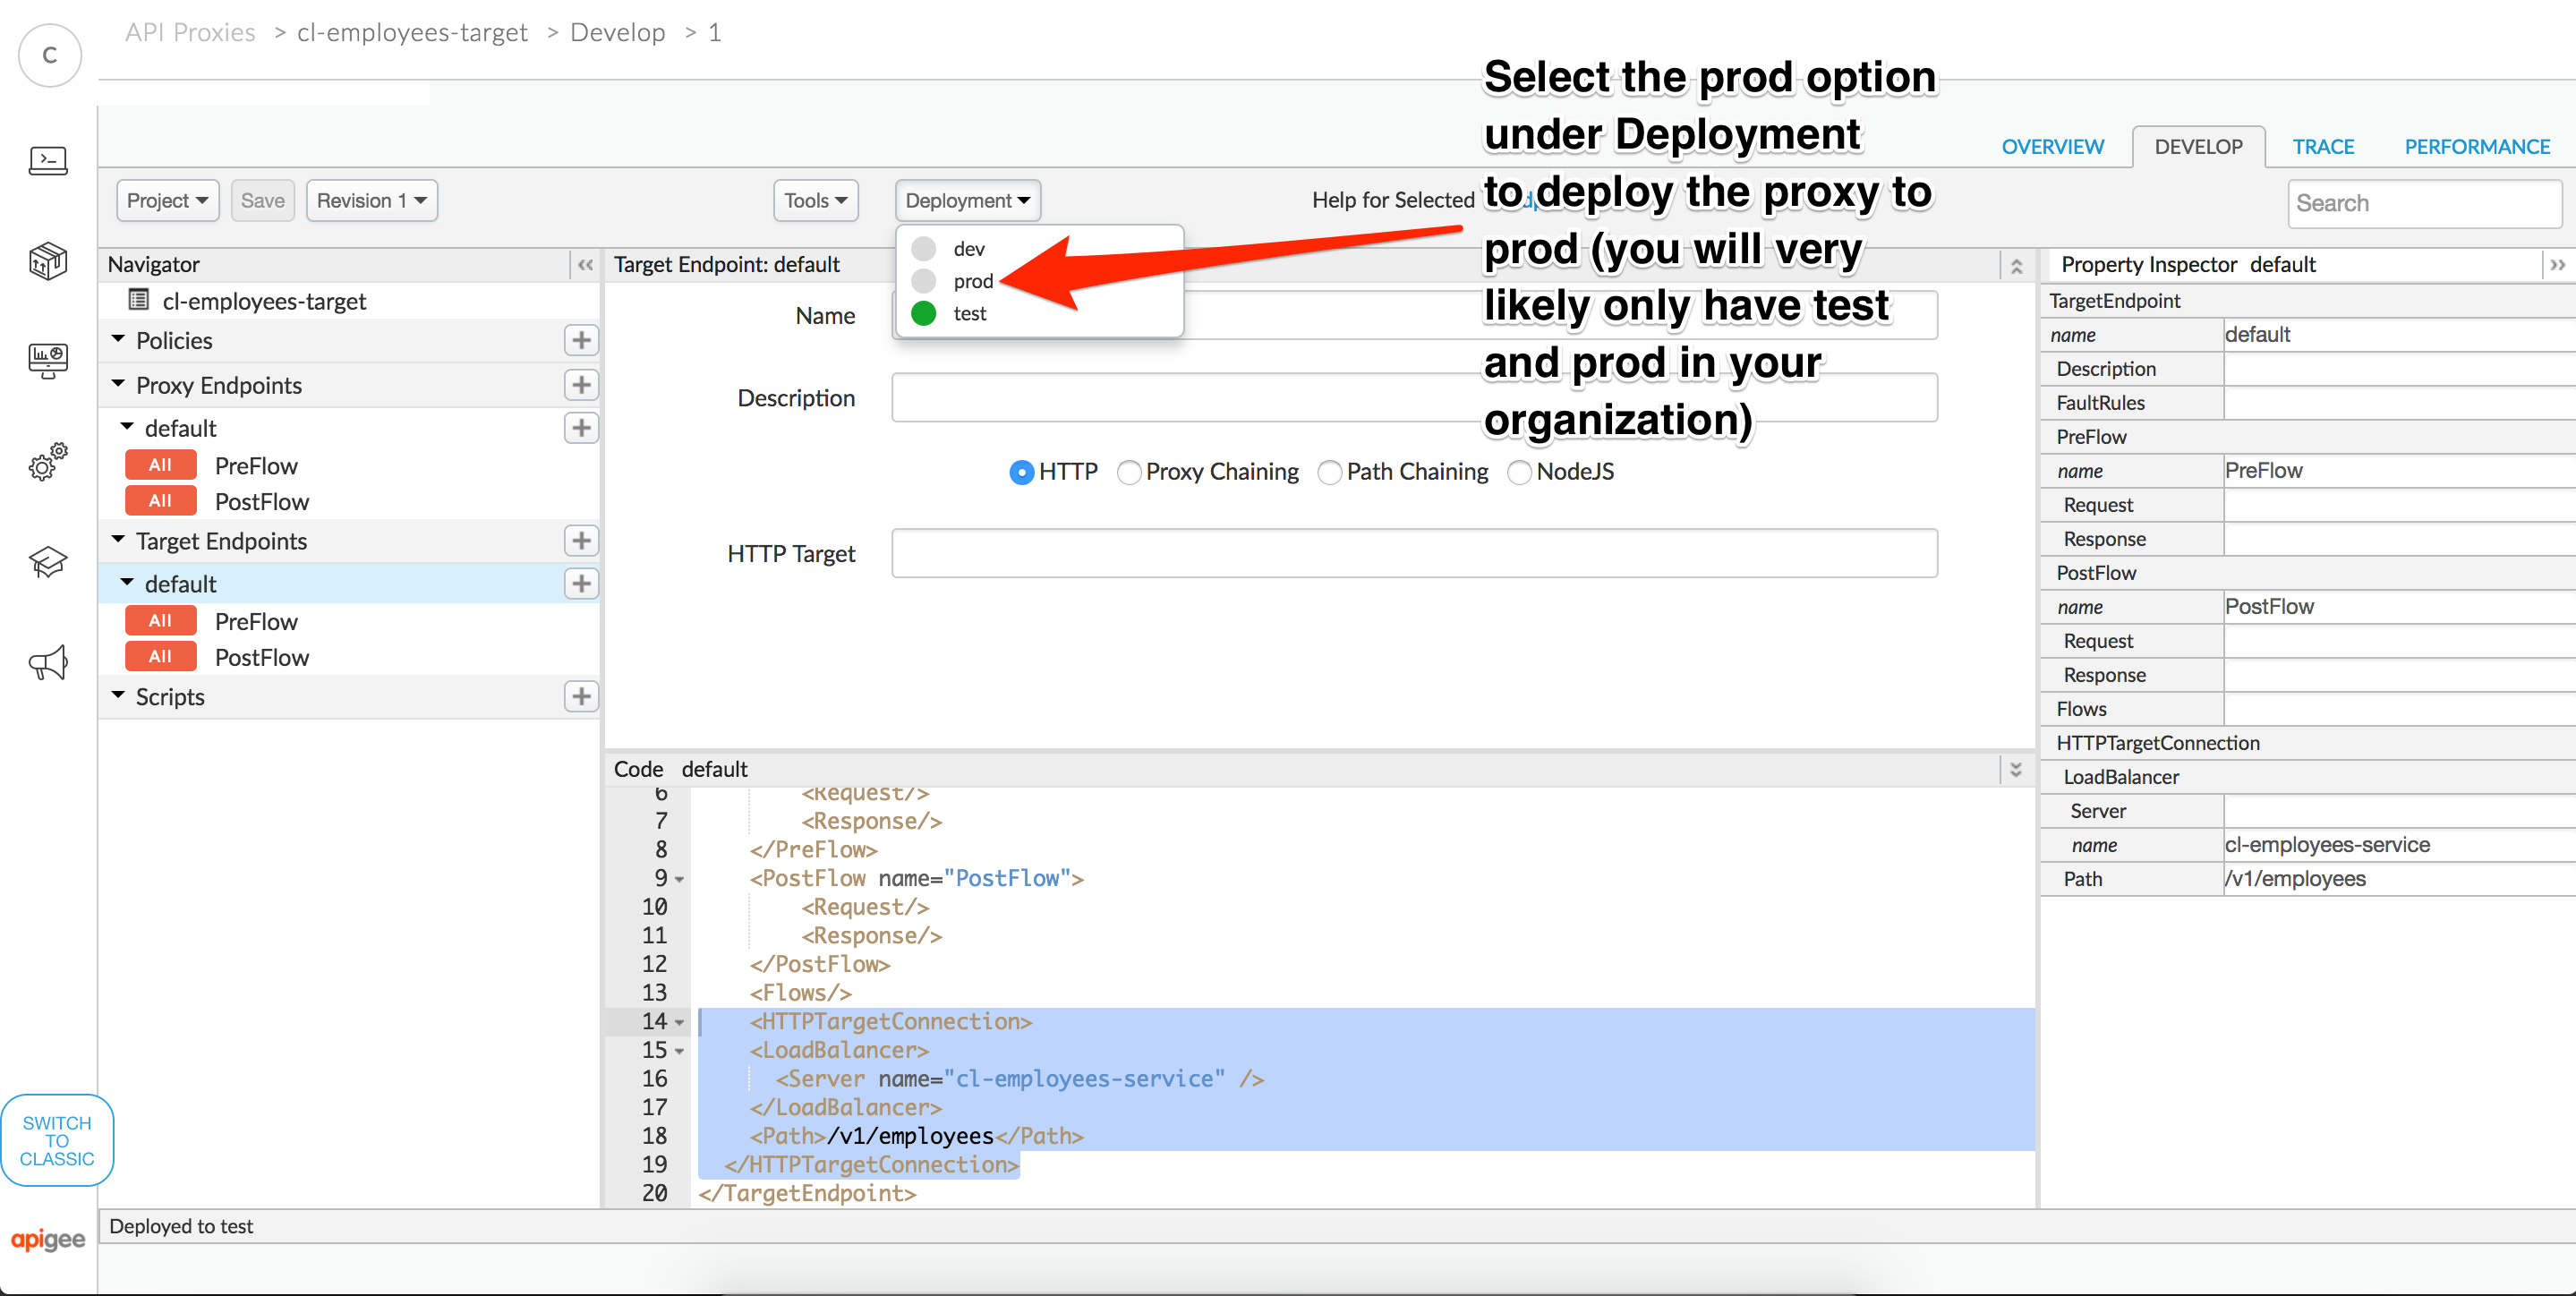 C
API Proxies > cl-employees-target > Develop > 1
Select the prod option
under Deployment
to deploy the proxy to
prod (you will very
likely only have test
and prod in your
organization)
OVERVIEW DEVELOP TRACE PERFORMANCE
Project Save Revision 1 Tools Deployment Help for Selected Search
dev
prod
test
Navigator
cl-employees-target
Policies
Proxy Endpoints
default
All PreFlow
All PostFlow
Target Endpoints
default
All PreFlow
All PostFlow
Scripts
Target Endpoint: default
Name
Description
HTTP Proxy Chaining Path Chaining NodeJS
HTTP Target
Code default
6 <Request/>
7 <Response/>
8 </PreFlow>
9 <PostFlow name="PostFlow">
10 <Request/>
11 <Response/>
12 </PostFlow>
13 <Flows/>
14 <HTTPTargetConnection>
15 <LoadBalancer>
16 <Server name="cl-employees-service" />
17 </LoadBalancer>
18 <Path>/v1/employees</Path>
19 </HTTPTargetConnection>
20 </TargetEndpoint>
Property Inspector default
TargetEndpoint
name default
Description
FaultRules
PreFlow
name PreFlow
Request
Response
PostFlow
name PostFlow
Request
Response
Flows
HTTPTargetConnection
LoadBalancer
Server
name cl-employees-service
Path /v1/employees
SWITCH
TO
CLASSIC
apigee
Deployed to test